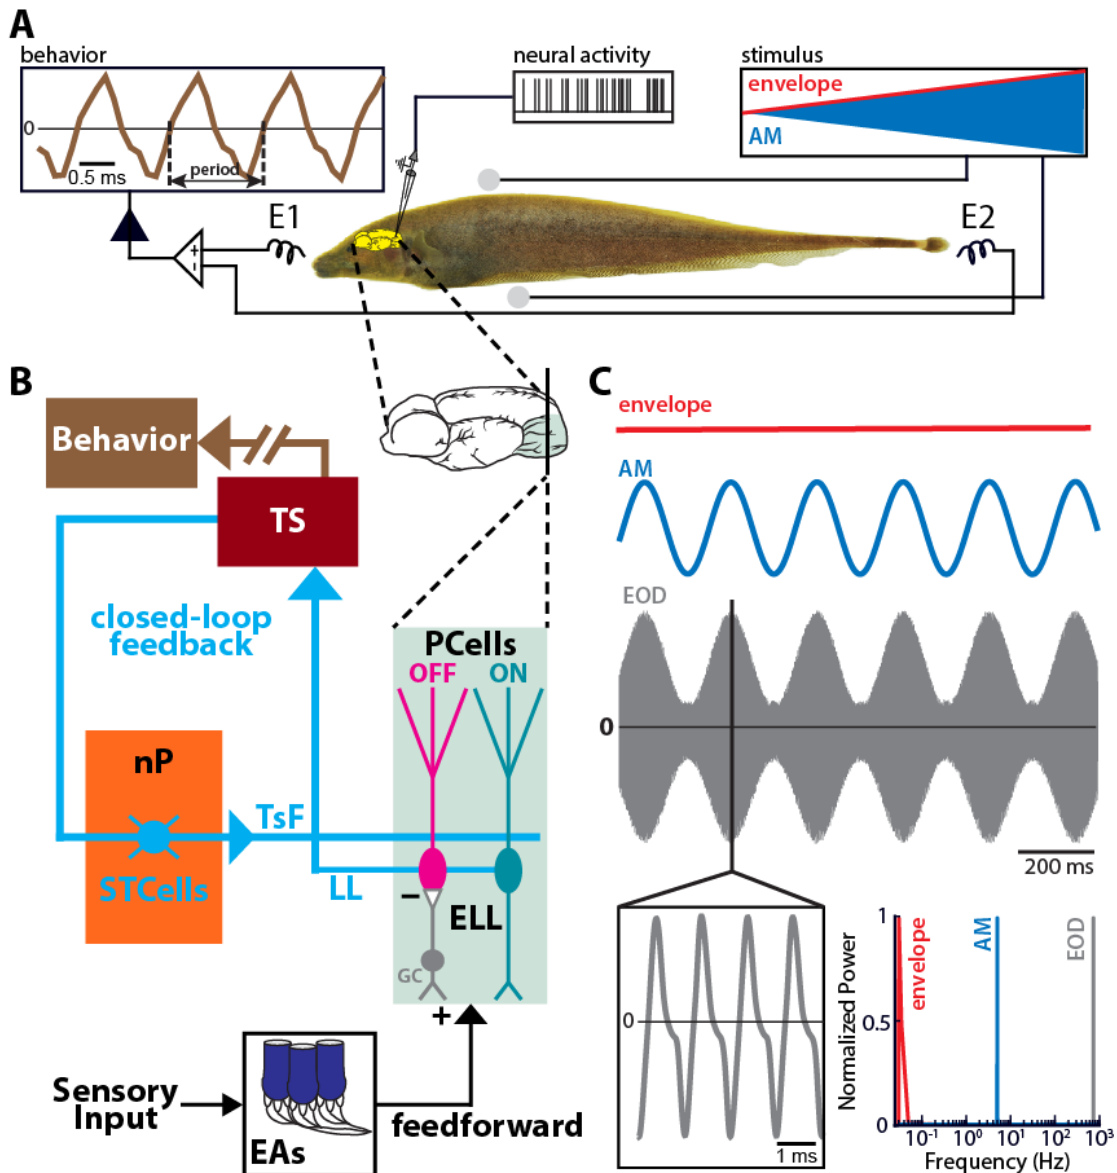 A
behavior
neural activity
stimulus
envelope
AM
0
0.5 ms
period
E1
E2
+
-
B
Behavior
TS
closed-loop
feedback
PCells
OFF
ON
nP
TsF
STCells
LL
−
ELL
GC
+
Sensory
Input
EAs
feedforward
C
envelope
AM
EOD
0
200 ms
0
1 ms
Normalized Power
1
0.5
0
envelope
AM
EOD
10⁻¹ 10⁰ 10¹ 10² 10³
Frequency (Hz)